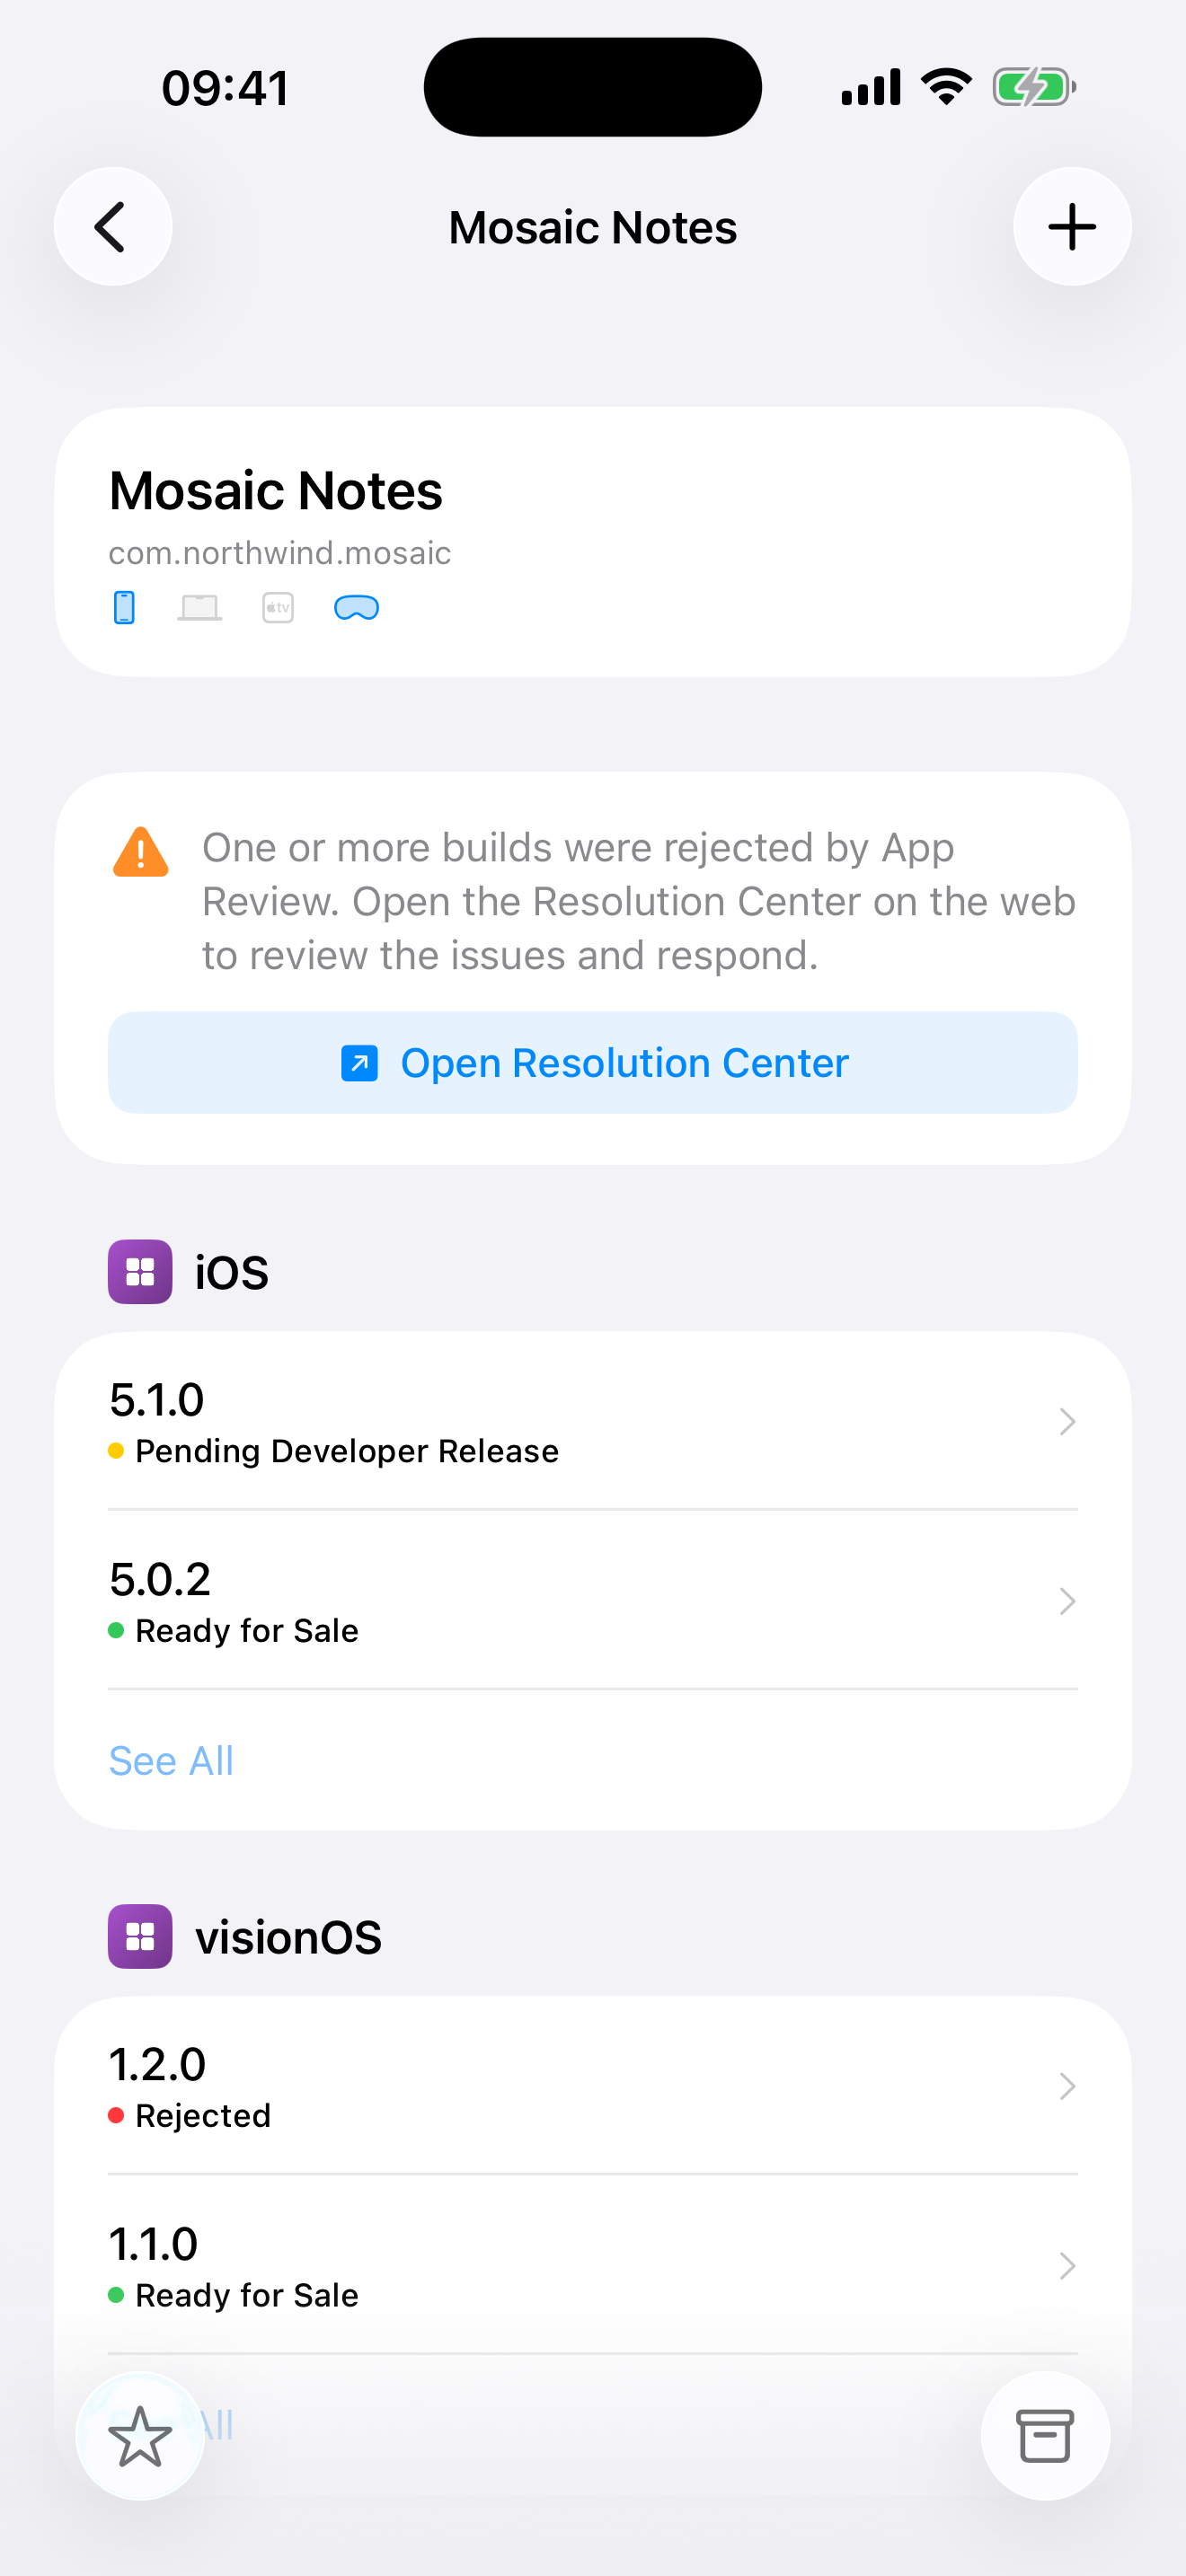 09:41
Mosaic Notes
Mosaic Notes
com.northwind.mosaic
tv
One or more builds were rejected by App
Review. Open the Resolution Center on the web
to review the issues and respond.
Open Resolution Center
iOS
5.1.0
Pending Developer Release
5.0.2
Ready for Sale
See All
visionOS
1.2.0
Rejected
1.1.0
Ready for Sale